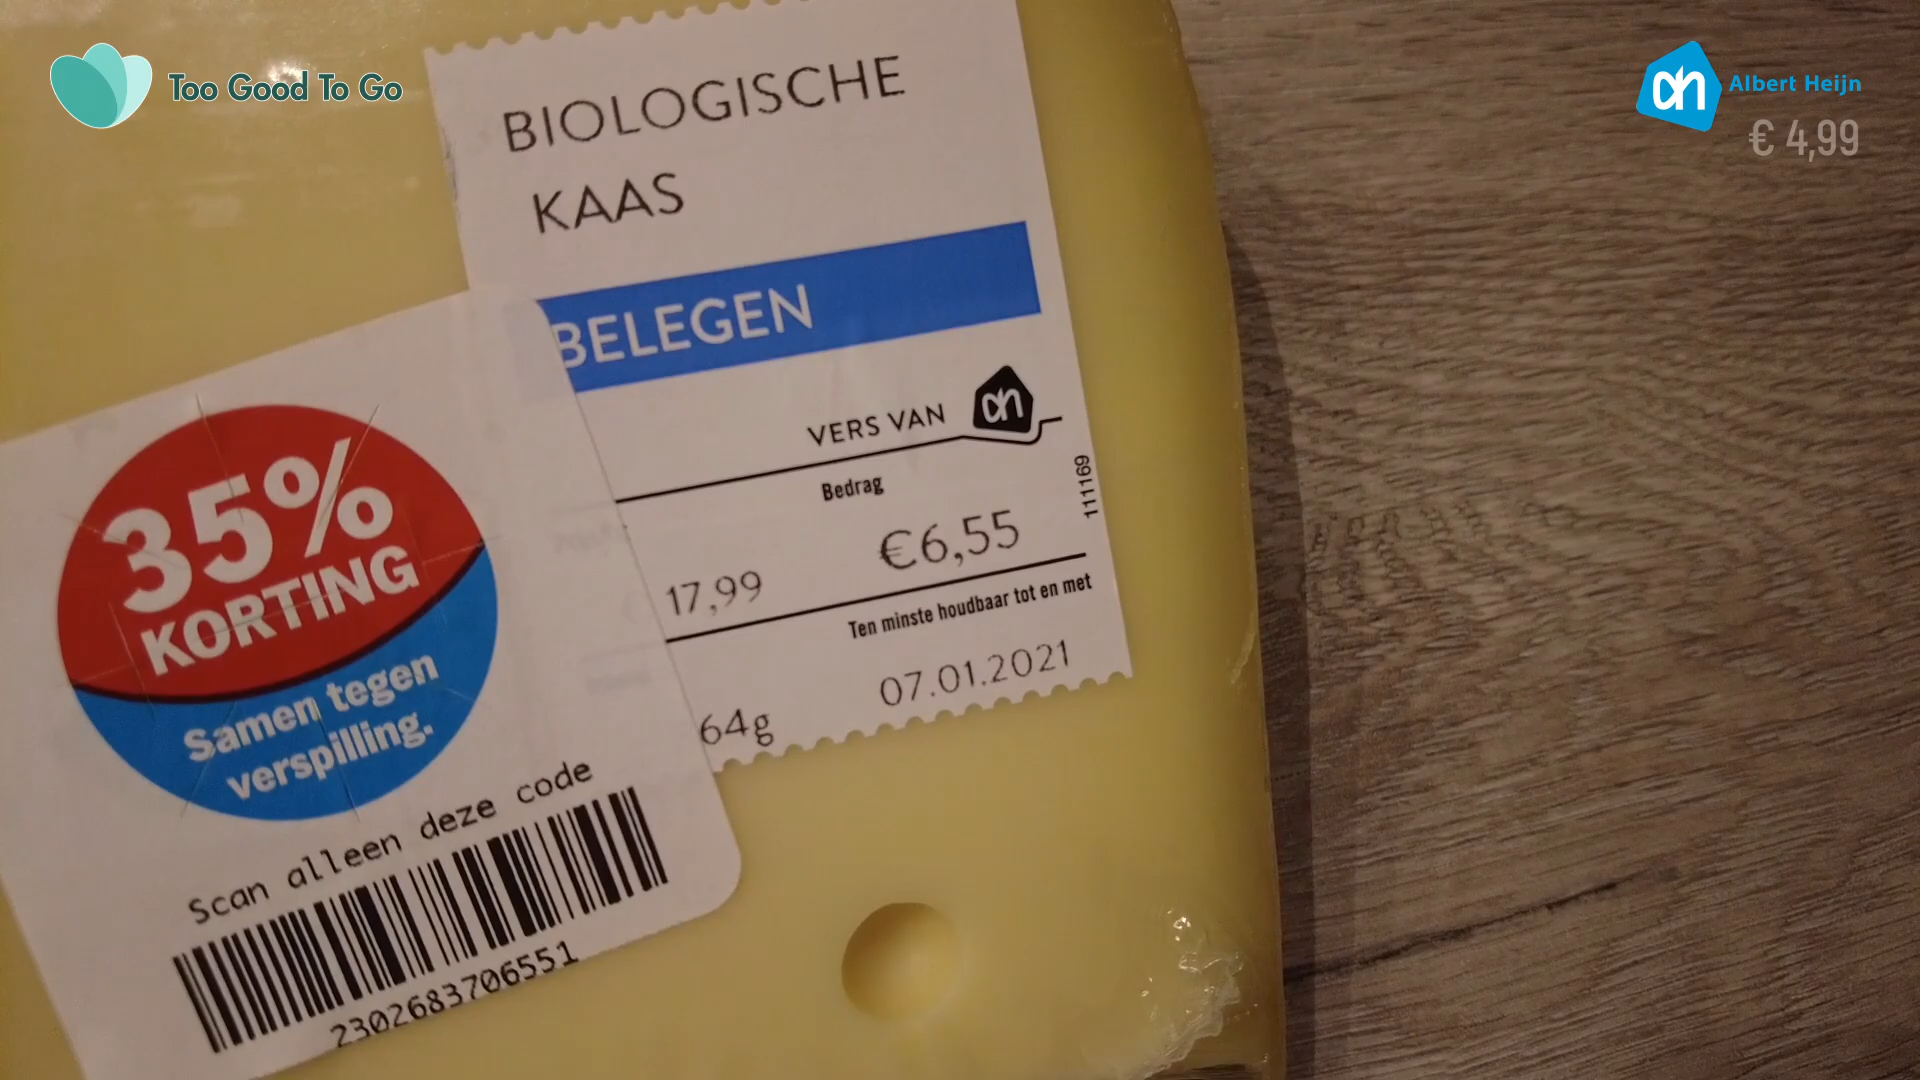 Too Good To Go
Albert Heijn
€ 4,99
BIOLOGISCHE
KAAS
BELEGEN
VERS VAN ah
Bedrag
€6,55
17,99
111169
Ten minste houdbaar tot en met
07.01.2021
64g
35%
KORTING
Samen tegen
verspilling.
Scan alleen deze code
2302683706551